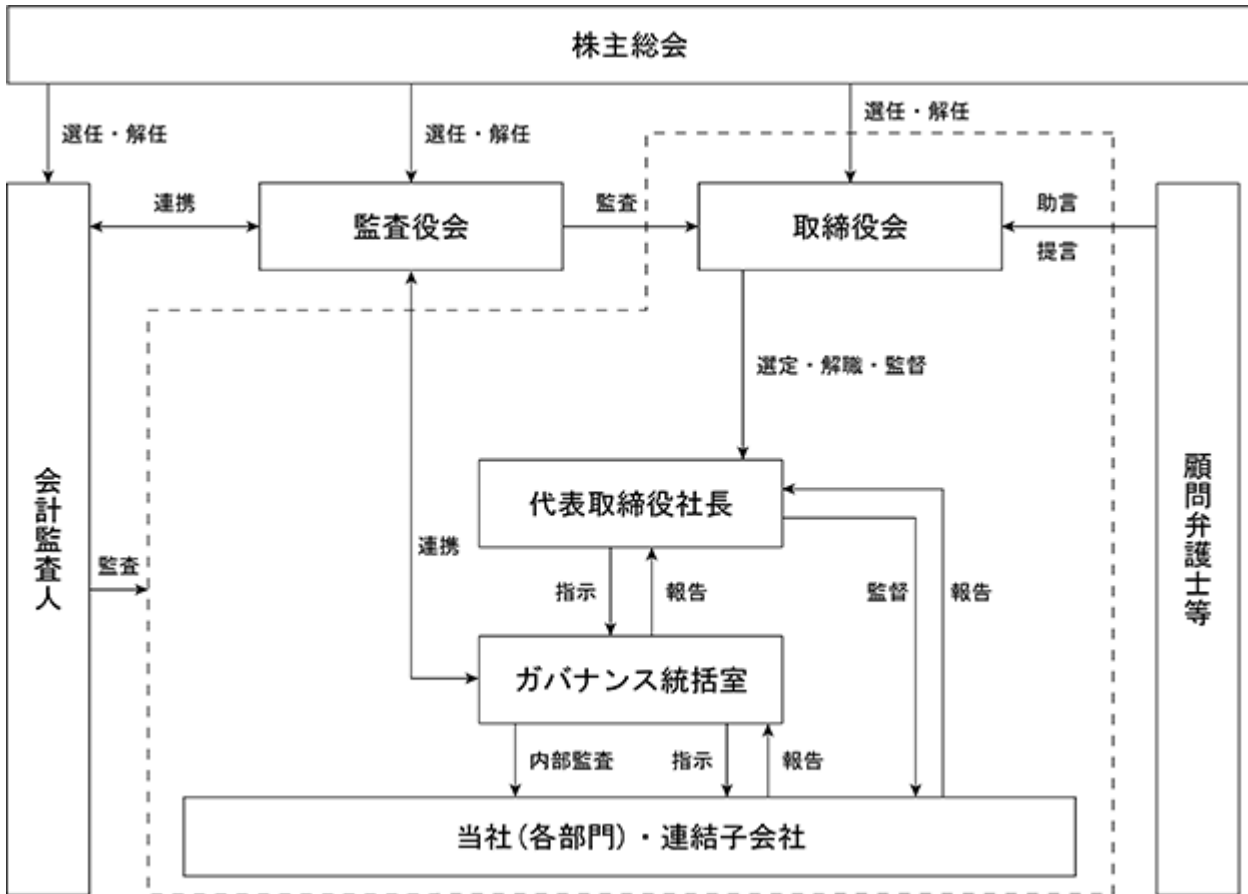 株主総会
選任・解任
選任・解任
選任・解任
連携
監査役会
監査
取締役会
助言
提言
選定・解職・監督
会計監査人
顧問弁護士等
代表取締役社長
連携
監査
指示
報告
監督
報告
ガバナンス統括室
内部監査
指示
報告
当社(各部門)・連結子会社